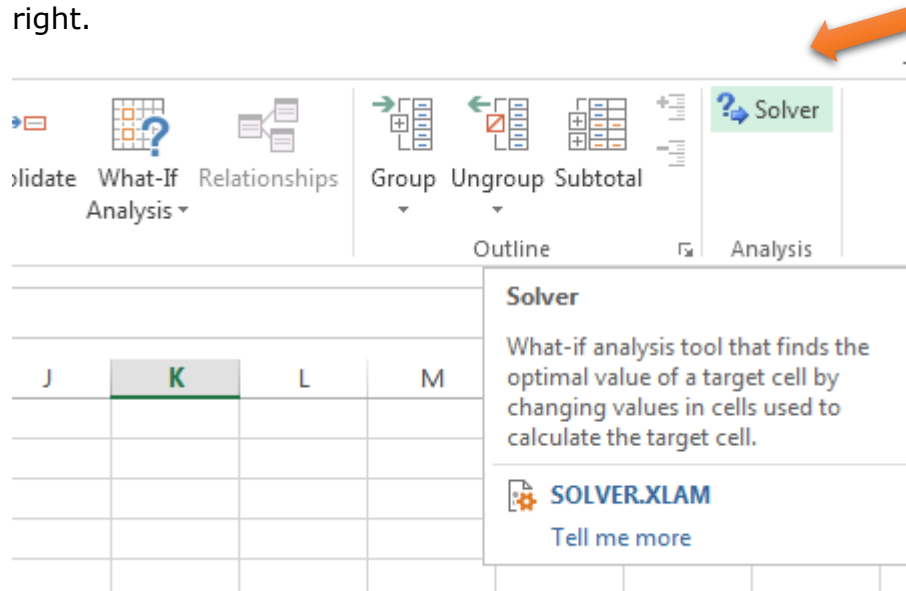 right.
Solver
olidate What-If Relationships Group Ungroup Subtotal
Analysis
Outline Analysis
Solver
What-if analysis tool that finds the
optimal value of a target cell by
changing values in cells used to
calculate the target cell.
J K L M
SOLVER.XLAM
Tell me more